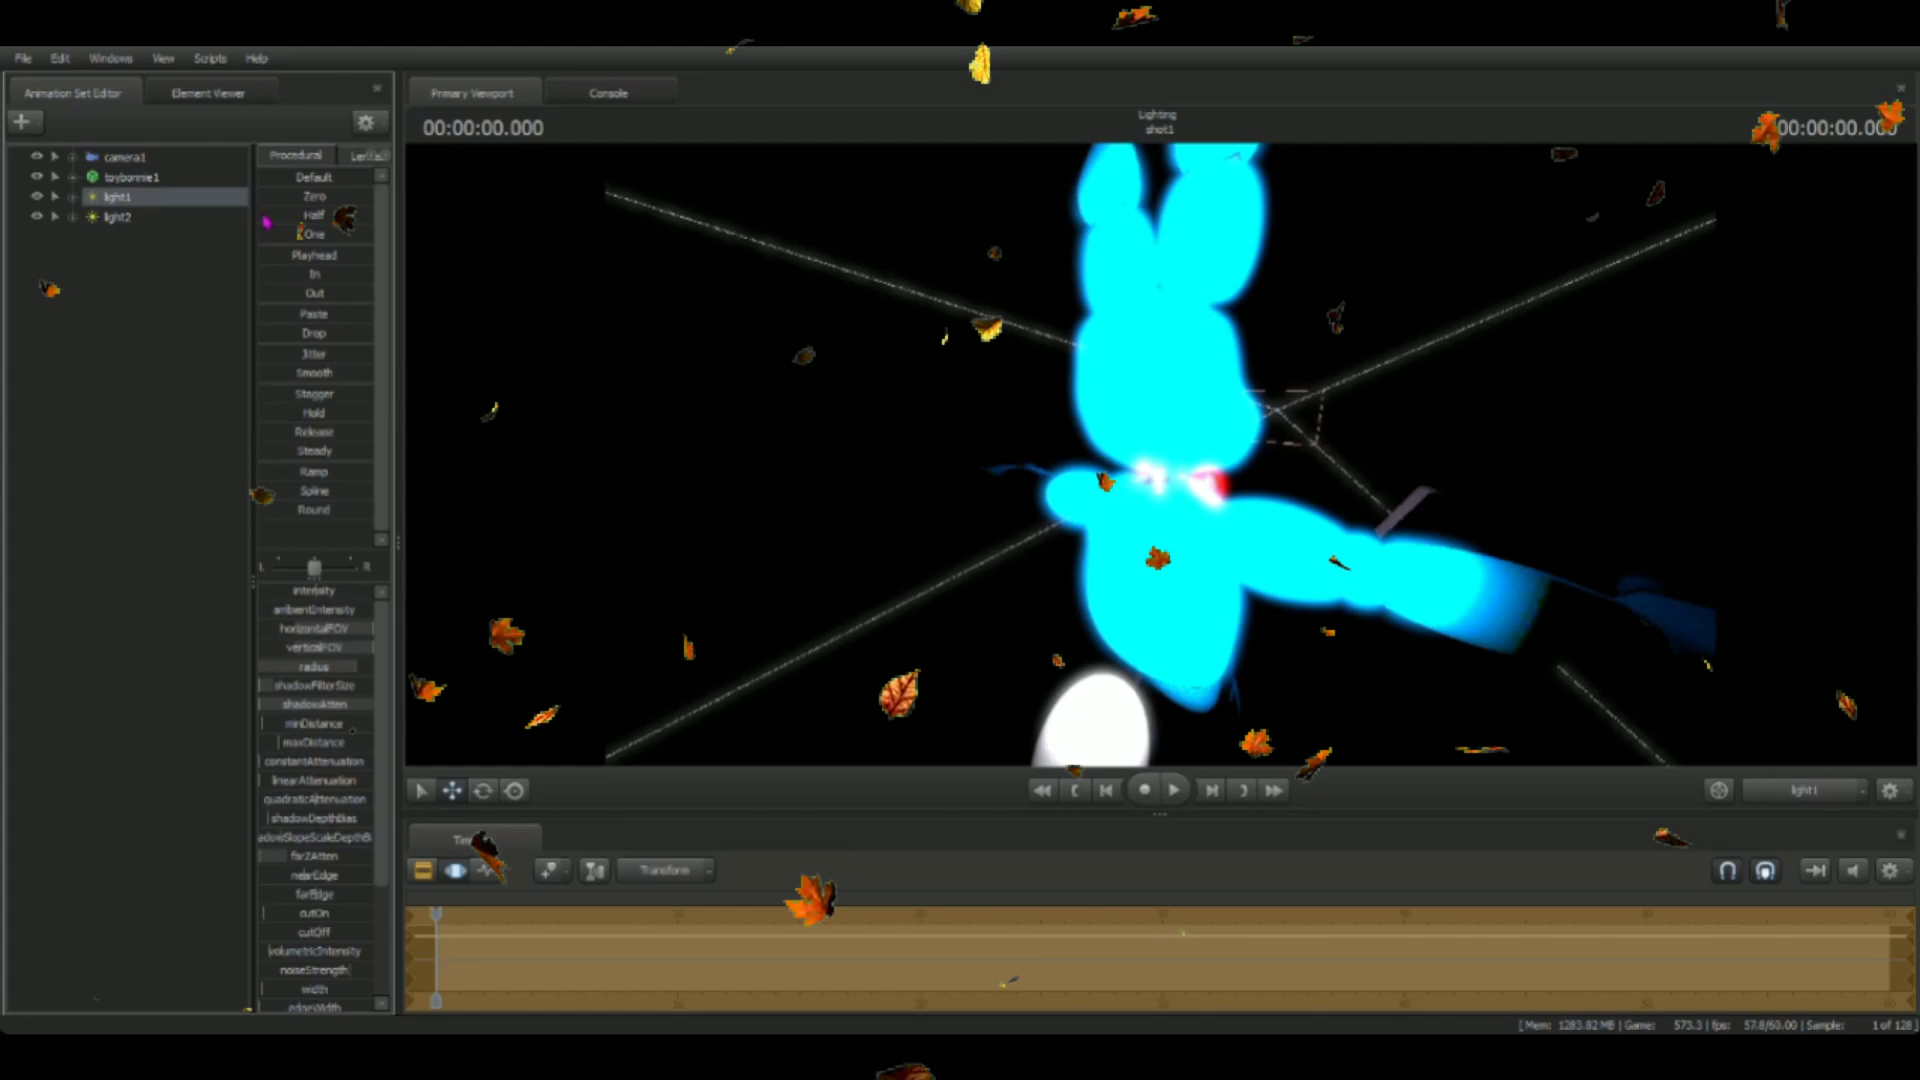 File Edit Windows View Scripts Help
Animation Set Editor Element Viewer
Primary Viewport Console
00:00:00.000
Lighting
shot1
00:00:00.000
camera1
toybonnie1
light1
light2
Procedural
Default
Zero
Half
One
Playhead
In
Out
Paste
Drop
Jitter
Smooth
Stagger
Hold
Release
Steady
Ramp
Spline
Round
L R
intensity
ambientIntensity
horizontalFOV
verticalFOV
radius
shadowFilterSize
shadowAtten
minDistance
maxDistance
constantAttenuation
linearAttenuation
quadraticAttenuation
shadowDepthBias
adowSlopeScaleDepthBi
farZAtten
nearEdge
farEdge
cutOn
cutOff
volumetricIntensity
noiseStrength
width
edgeWidth
light1
Transform
[ Mem: 1283.82 MB | Game: 573.3 | fps: 57.8/60.00 | Sample: 1 of 128 ]